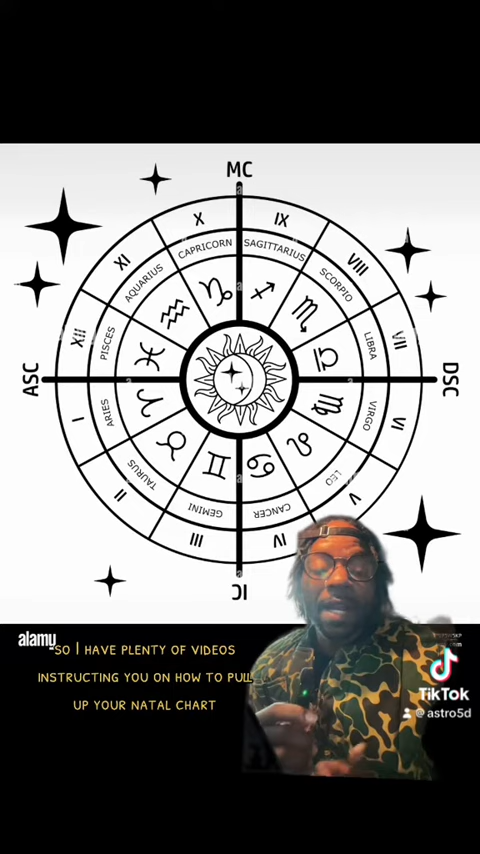 MC
X
IX
CAPRICORN
SAGITTARIUS
XI
VIII
AQUARIUS
SCORPIO
XII
PISCES
LIBRA
VII
ASC
DSC
I
ARIES
VIRGO
VI
II
TAURUS
LEO
V
GEMINI
CANCER
III
IV
IC
alamy
SO I HAVE PLENTY OF VIDEOS
INSTRUCTING YOU ON HOW TO PULL
UP YOUR NATAL CHART
TikTok
@astro5d